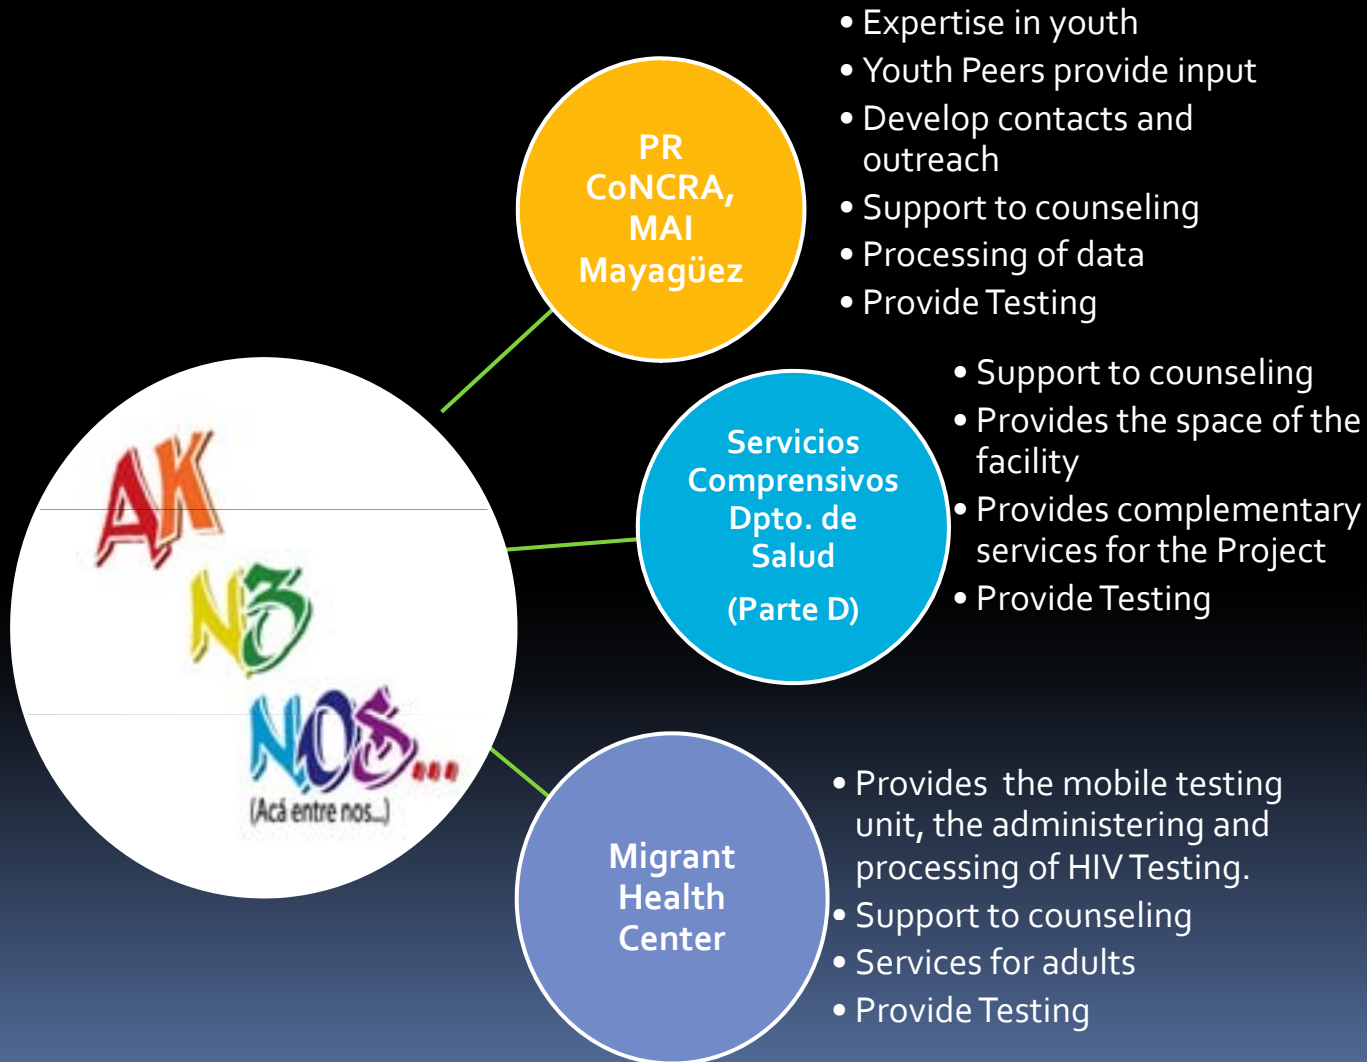 PR
CoNCRA,
MAI
Mayagüez
• Expertise in youth
• Youth Peers provide input
• Develop contacts and
outreach
• Support to counseling
• Processing of data
• Provide Testing
AK
N3
NOS...
(Acá entre nos...)
Servicios
Comprensivos
Dpto. de
Salud
(Parte D)
• Support to counseling
• Provides the space of the
facility
• Provides complementary
services for the Project
• Provide Testing
Migrant
Health
Center
• Provides the mobile testing
unit, the administering and
processing of HIV Testing.
• Support to counseling
• Services for adults
• Provide Testing